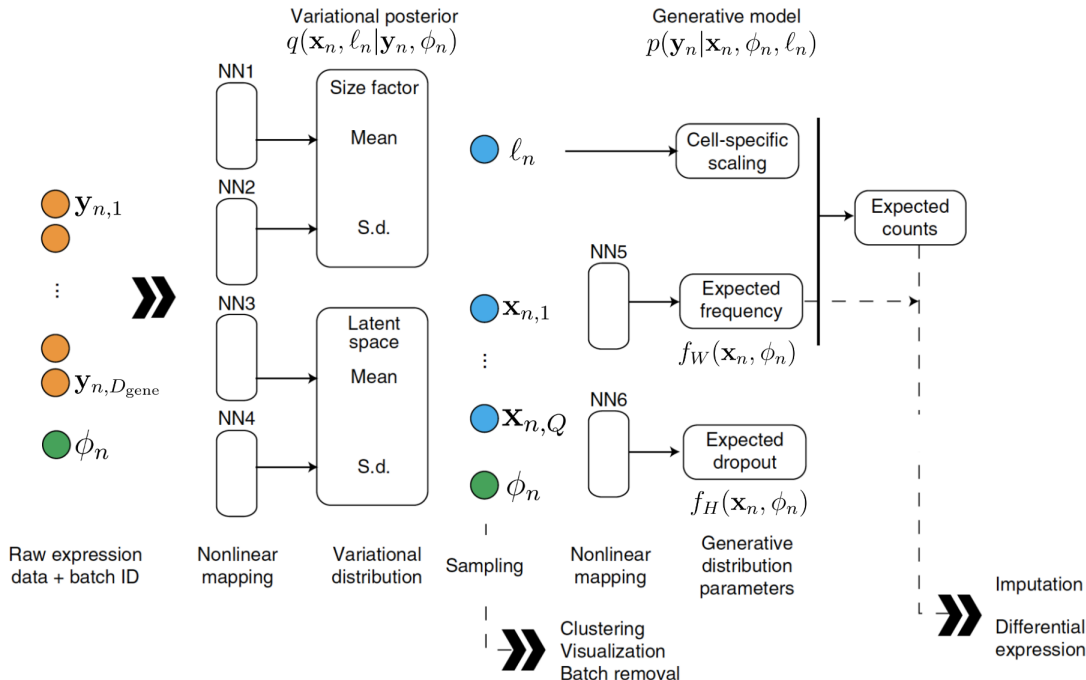 Variational posterior
q(𝐱ₙ, ℓₙ|𝐲ₙ, ϕₙ)
Generative model
p(𝐲ₙ|𝐱ₙ, ϕₙ, ℓₙ)
𝐲ₙ,₁
⋮
𝐲ₙ,D_gene
ϕₙ
Raw expression
data + batch ID
NN1
NN2
NN3
NN4
Nonlinear
mapping
Size factor
Mean
S.d.
Latent
space
Mean
S.d.
Variational
distribution
ℓₙ
𝐱ₙ,₁
⋮
𝐱ₙ,Q
ϕₙ
Sampling
Clustering
Visualization
Batch removal
NN5
NN6
Nonlinear
mapping
Cell-specific
scaling
Expected
frequency
f_W(𝐱ₙ, ϕₙ)
Expected
dropout
f_H(𝐱ₙ, ϕₙ)
Generative
distribution
parameters
Expected
counts
Imputation
Differential
expression